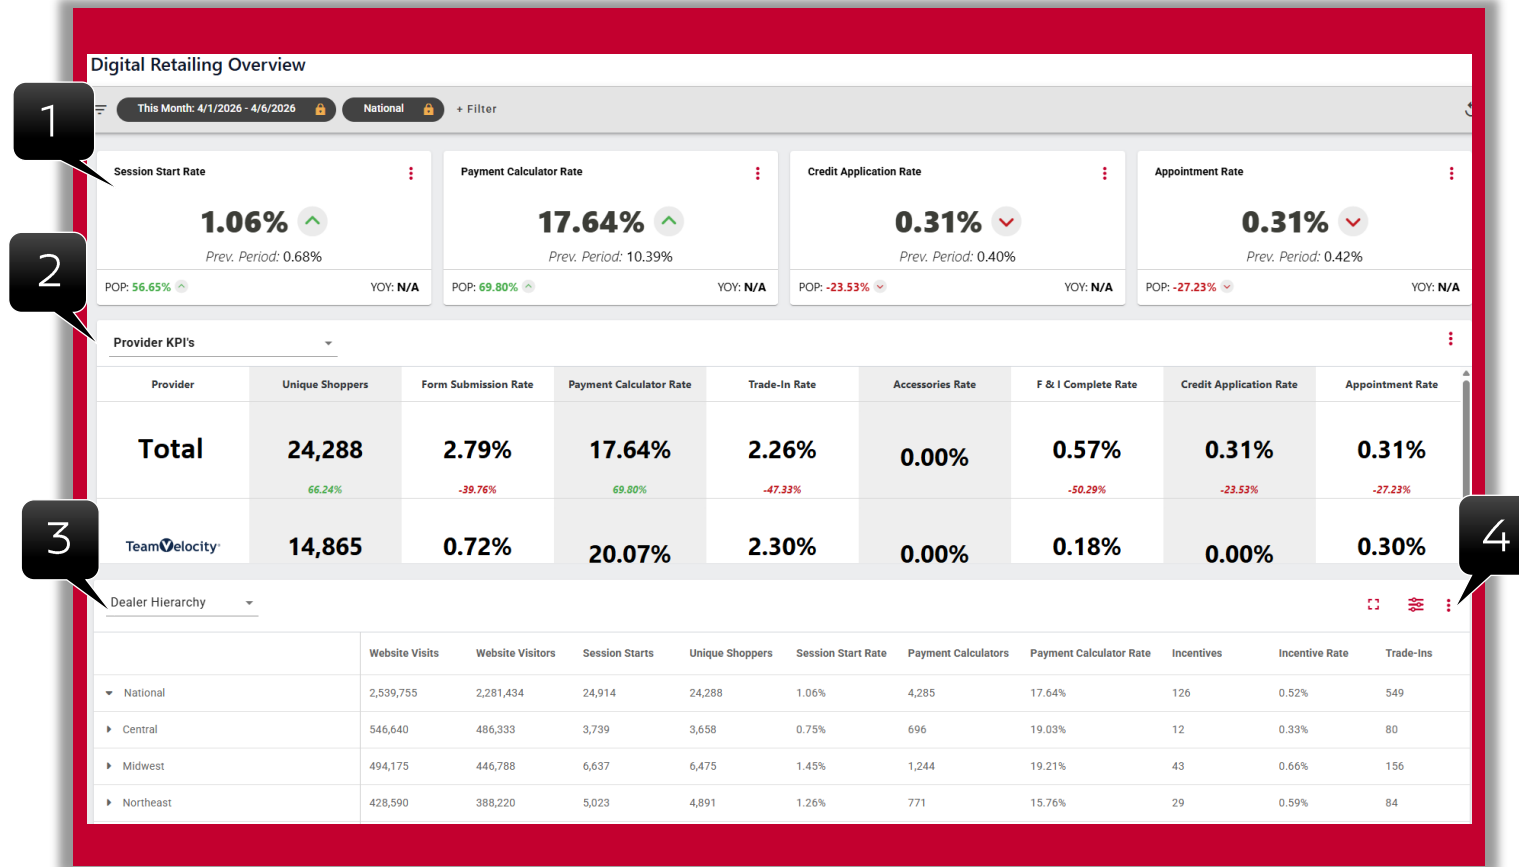 Digital Retailing Overview
1
This Month: 4/1/2026 - 4/6/2026 National + Filter
Session Start Rate Payment Calculator Rate Credit Application Rate Appointment Rate
1.06% 17.64% 0.31% 0.31%
Prev. Period: 0.68% Prev. Period: 10.39% Prev. Period: 0.40% Prev. Period: 0.42%
2
POP: 56.65% YOY: N/A POP: 69.80% YOY: N/A POP: -23.53% YOY: N/A POP: -27.23% YOY: N/A
Provider KPI's
Provider Unique Shoppers Form Submission Rate Payment Calculator Rate Trade-In Rate Accessories Rate F & I Complete Rate Credit Application Rate Appointment Rate
Total 24,288 2.79% 17.64% 2.26% 0.00% 0.57% 0.31% 0.31%
66.24% -39.76% 69.80% -47.33% -50.29% -23.53% -27.23%
3
4
TeamVelocity 14,865 0.72% 20.07% 2.30% 0.00% 0.18% 0.00% 0.30%
Dealer Hierarchy
Website Visits Website Visitors Session Starts Unique Shoppers Session Start Rate Payment Calculators Payment Calculator Rate Incentives Incentive Rate Trade-Ins
National 2,539,755 2,281,434 24,914 24,288 1.06% 4,285 17.64% 126 0.52% 549
Central 546,640 486,333 3,739 3,658 0.75% 696 19.03% 12 0.33% 80
Midwest 494,175 446,788 6,637 6,475 1.45% 1,244 19.21% 43 0.66% 156
Northeast 428,590 388,220 5,023 4,891 1.26% 771 15.76% 29 0.59% 84